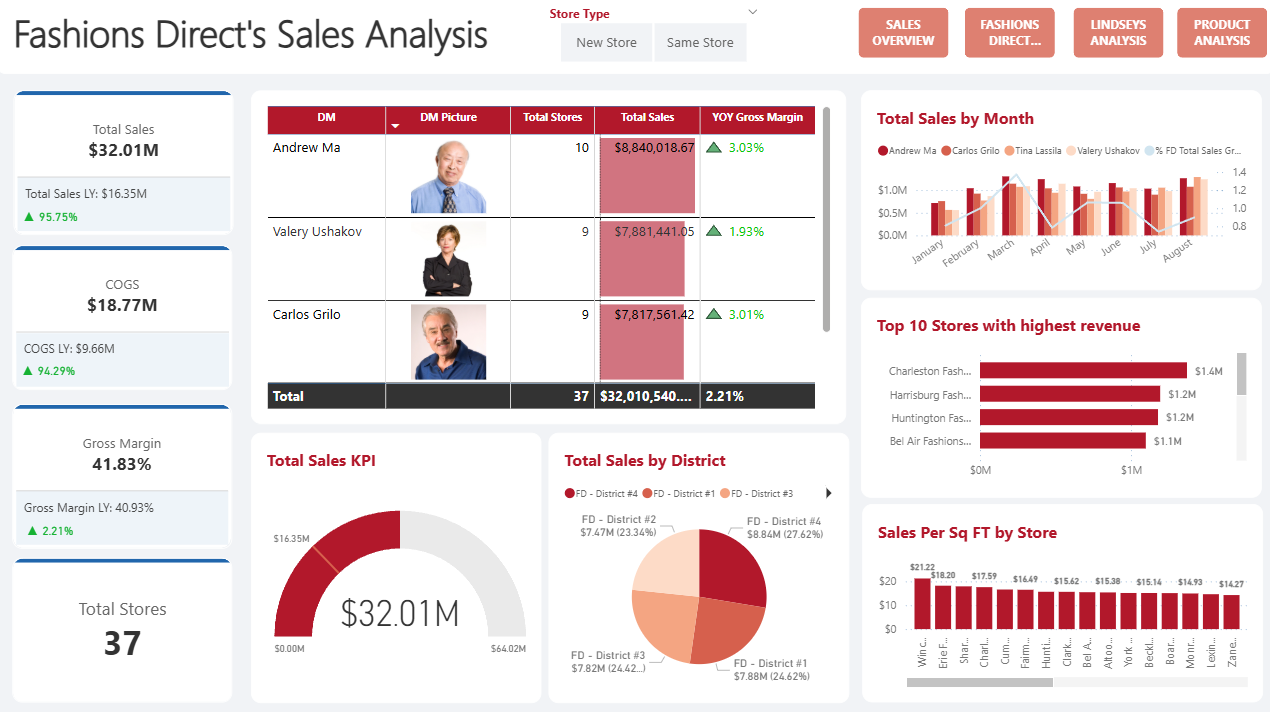 Fashions Direct's Sales Analysis
Store Type
New Store
Same Store
SALES
OVERVIEW
FASHIONS
DIRECT...
LINDSEYS
ANALYSIS
PRODUCT
ANALYSIS
Total Sales
$32.01M
Total Sales LY: $16.35M
95.75%
COGS
$18.77M
COGS LY: $9.66M
94.29%
Gross Margin
41.83%
Gross Margin LY: 40.93%
2.21%
Total Stores
37
DM DM Picture Total Stores Total Sales YOY Gross Margin
Andrew Ma 10 $8,840,018.67 3.03%
Valery Ushakov 9 $7,881,441.05 1.93%
Carlos Grilo 9 $7,817,561.42 3.01%
Total 37 $32,010,540.... 2.21%
Total Sales KPI
$16.35M
$32.01M
$0.00M
$64.02M
Total Sales by District
FD - District #4 FD - District #1 FD - District #3
FD - District #2
$7.47M (23.34%)
FD - District #4
$8.84M (27.62%)
FD - District #3
$7.82M (24.42...)
FD - District #1
$7.88M (24.62%)
Total Sales by Month
Andrew Ma Carlos Grilo Tina Lassila Valery Ushakov % FD Total Sales Gr...
$1.0M
$0.5M
$0.0M
1.4
1.2
1.0
0.8
January
February
March
April
May
June
July
August
Top 10 Stores with highest revenue
Charleston Fash... $1.4M
Harrisburg Fash... $1.2M
Huntington Fas... $1.2M
Bel Air Fashions... $1.1M
$0M $1M
Sales Per Sq FT by Store
$20
$10
$0
$21.22
$18.20
$17.59
$16.49
$15.62
$15.38
$15.14
$14.93
$14.27
Winc...
Erie F...
Shar...
Charl...
Cum...
Fairm...
Hunti...
Clark...
Bel A...
Altoo...
York ...
Beckl...
Boar...
Monr...
Lexin...
Zane...